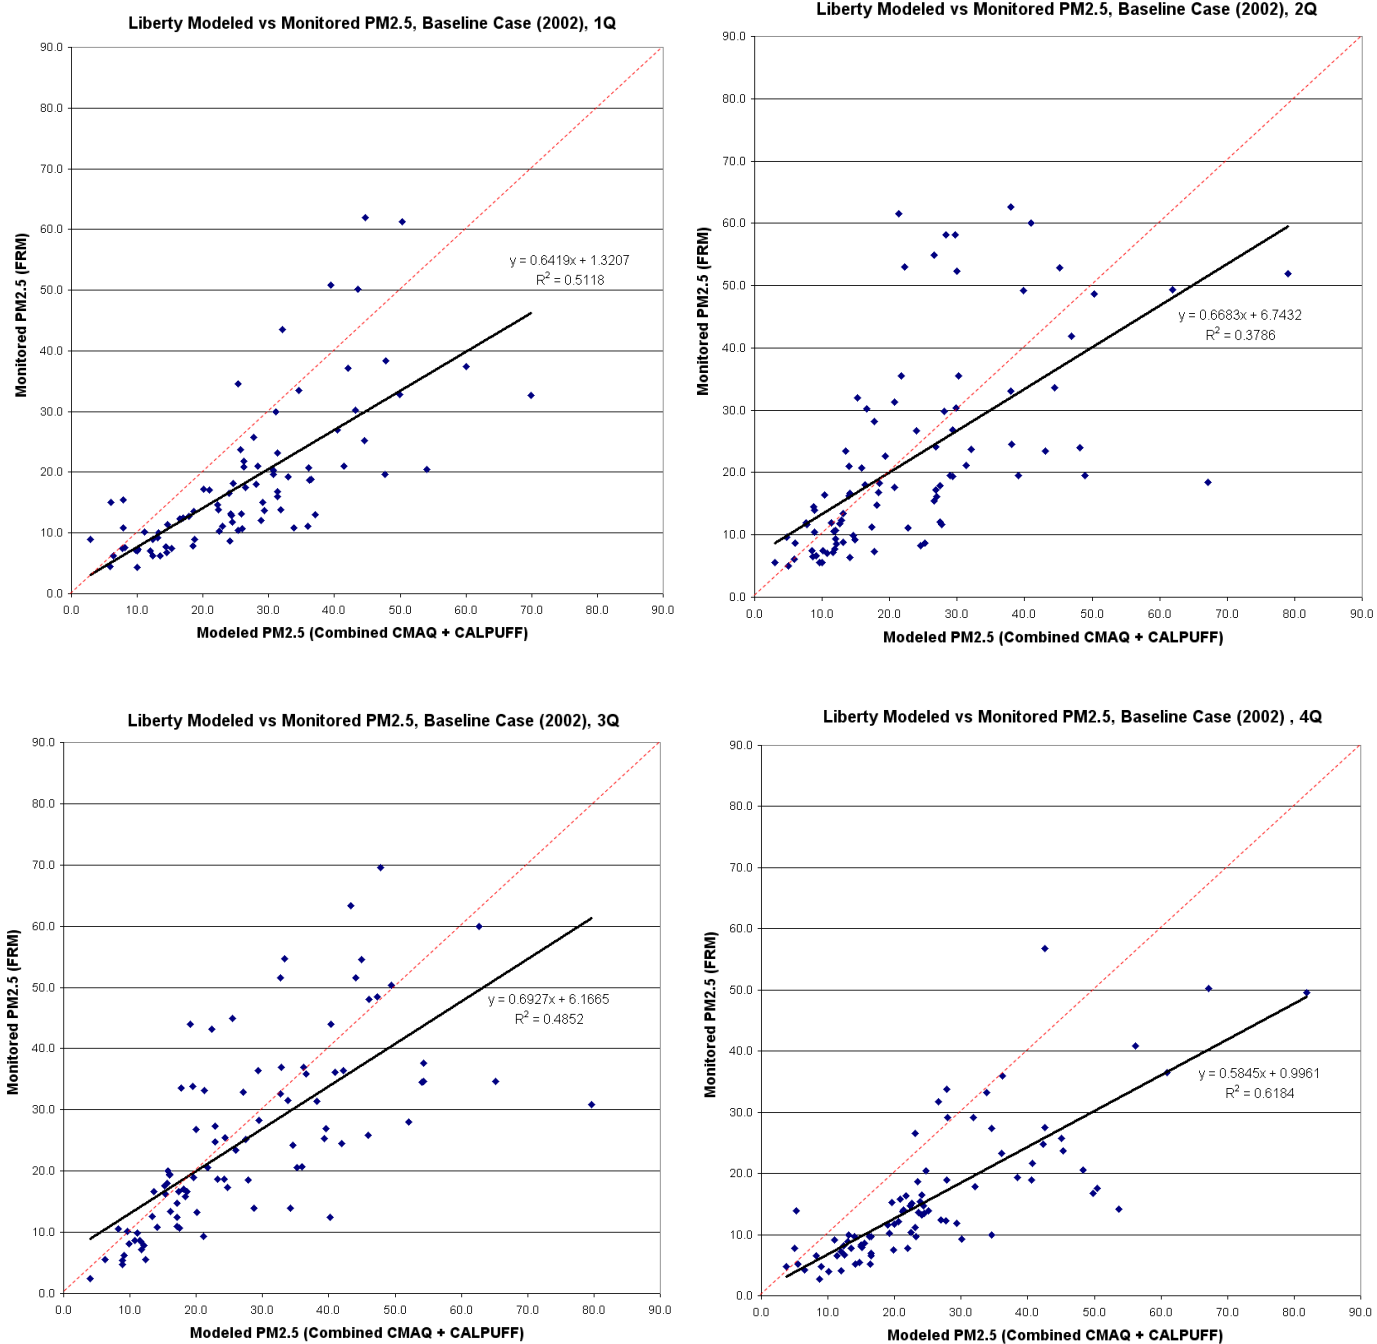 Liberty Modeled vs Monitored PM2.5, Baseline Case (2002), 1Q
90.0
80.0
70.0
60.0
50.0
40.0
30.0
20.0
10.0
0.0
Monitored PM2.5 (FRM)
y = 0.6419x + 1.3207
R² = 0.5118
0.0 10.0 20.0 30.0 40.0 50.0 60.0 70.0 80.0 90.0
Modeled PM2.5 (Combined CMAQ + CALPUFF)
Liberty Modeled vs Monitored PM2.5, Baseline Case (2002), 2Q
90.0
80.0
70.0
60.0
50.0
40.0
30.0
20.0
10.0
0.0
Monitored PM2.5 (FRM)
y = 0.6683x + 6.7432
R² = 0.3786
0.0 10.0 20.0 30.0 40.0 50.0 60.0 70.0 80.0 90.0
Modeled PM2.5 (Combined CMAQ + CALPUFF)
Liberty Modeled vs Monitored PM2.5, Baseline Case (2002), 3Q
90.0
80.0
70.0
60.0
50.0
40.0
30.0
20.0
10.0
0.0
Monitored PM2.5 (FRM)
y = 0.6927x + 6.1665
R² = 0.4852
0.0 10.0 20.0 30.0 40.0 50.0 60.0 70.0 80.0 90.0
Modeled PM2.5 (Combined CMAQ + CALPUFF)
Liberty Modeled vs Monitored PM2.5, Baseline Case (2002) , 4Q
90.0
80.0
70.0
60.0
50.0
40.0
30.0
20.0
10.0
0.0
Monitored PM2.5 (FRM)
y = 0.5845x + 0.9961
R² = 0.6184
0.0 10.0 20.0 30.0 40.0 50.0 60.0 70.0 80.0 90.0
Modeled PM2.5 (Combined CMAQ + CALPUFF)